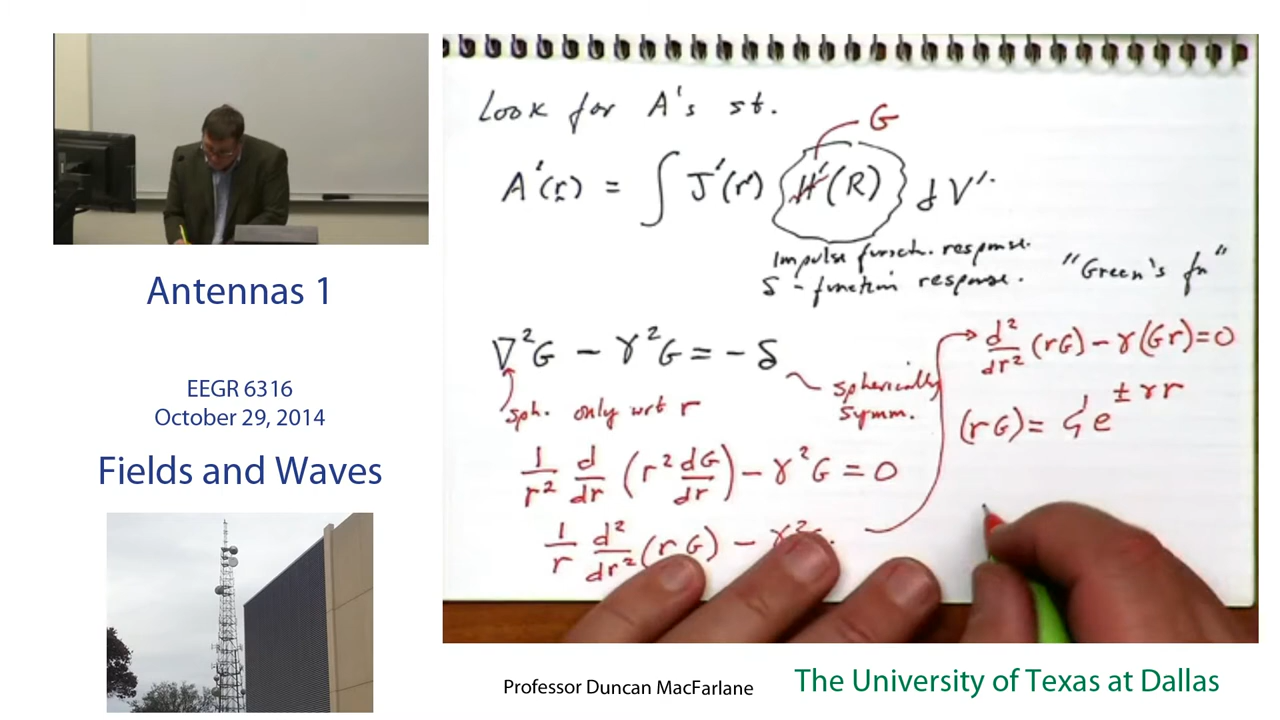 Antennas 1
EEGR 6316
October 29, 2014
Fields and Waves
Look for A's st.
G
A'(r) = ∫ J'(r') H'(R) dV'.
Impulse funct. response.
δ - function response.
"Green's fn"
∇²G - γ²G = - δ
spherically
symm.
sph. only wrt r
1/r² d/dr (r² dG/dr) - γ²G = 0
1/r d²/dr² (rG) - γ²
d²/dr² (rG) - γ(Gr)=0
(rG) = C₁' e^{± γr}
Professor Duncan MacFarlane
The University of Texas at Dallas